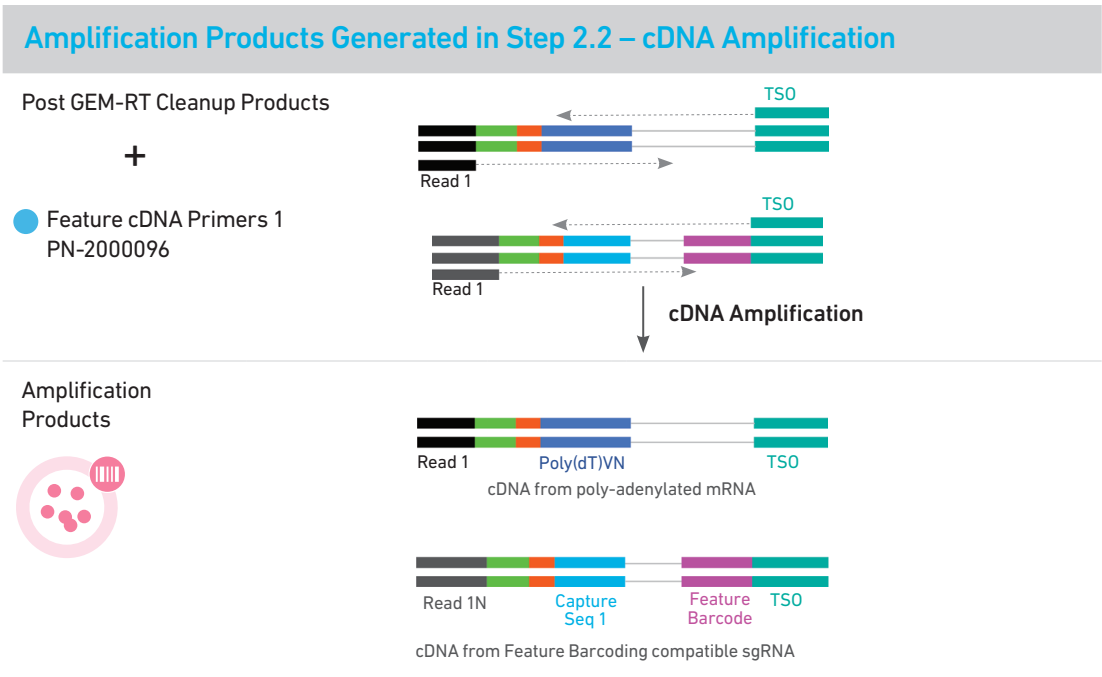 Amplification Products Generated in Step 2.2 – cDNA Amplification
Post GEM-RT Cleanup Products
+
Feature cDNA Primers 1
PN-2000096
TSO
Read 1
TSO
Read 1
cDNA Amplification
Amplification
Products
Read 1
Poly(dT)VN
TSO
cDNA from poly-adenylated mRNA
Read 1N
Capture
Seq 1
Feature
Barcode
TSO
cDNA from Feature Barcoding compatible sgRNA